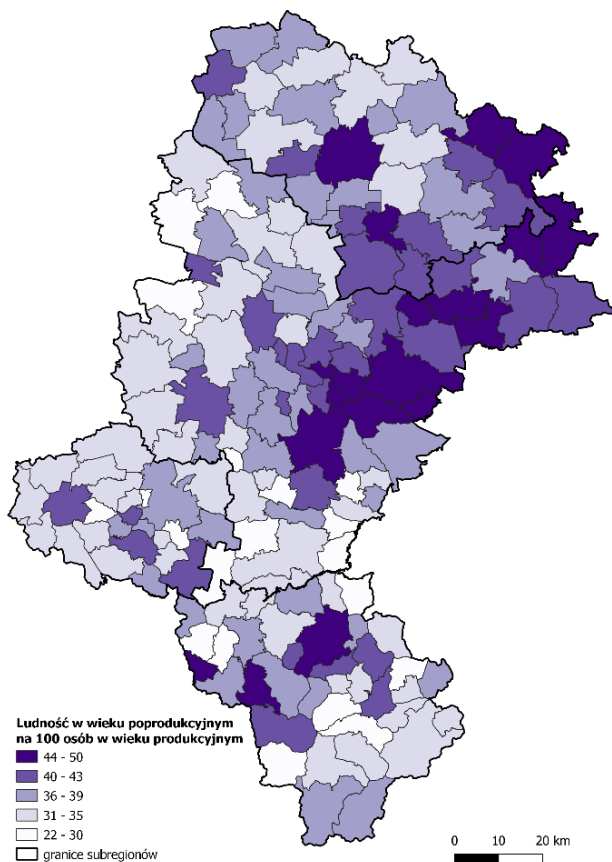 Ludność w wieku poprodukcyjnym
na 100 osób w wieku produkcyjnym
44 - 50
40 - 43
36 - 39
31 - 35
22 - 30
granice subregionów
0 10 20 km